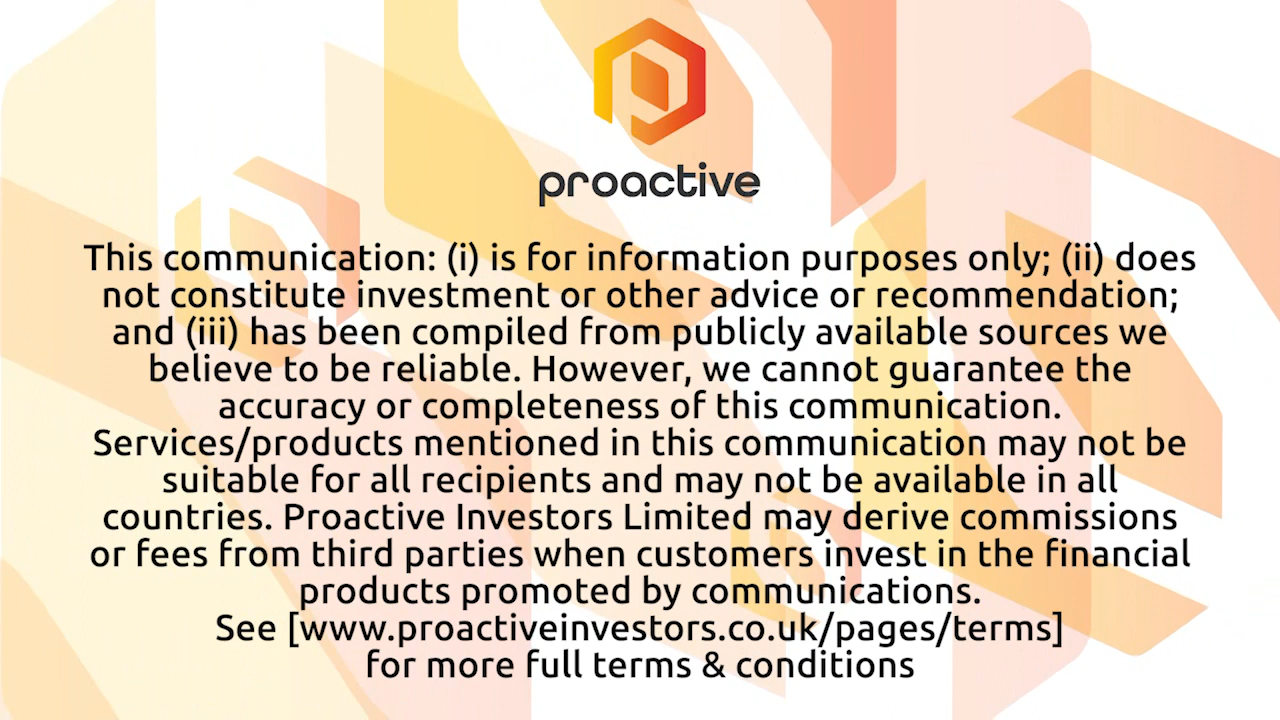 proactive
This communication: (i) is for information purposes only; (ii) does
not constitute investment or other advice or recommendation;
and (iii) has been compiled from publicly available sources we
believe to be reliable. However, we cannot guarantee the
accuracy or completeness of this communication.
Services/products mentioned in this communication may not be
suitable for all recipients and may not be available in all
countries. Proactive Investors Limited may derive commissions
or fees from third parties when customers invest in the financial
products promoted by communications.
See [www.proactiveinvestors.co.uk/pages/terms]
for more full terms & conditions